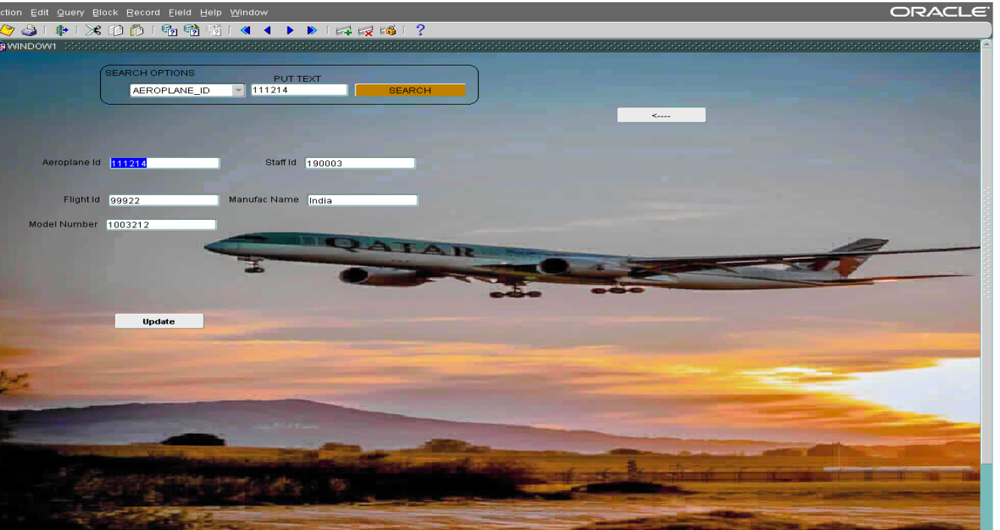 ction Edit Query Block Record Field Help Window
ORACLE
?
WINDOW1
SEARCH OPTIONS
PUT TEXT
AEROPLANE_ID 111214 SEARCH
<----
Aeroplane Id 111214 Staff Id 190003
Flight Id 99922 Manufac Name India
Model Number 1003212
QATAR
Update